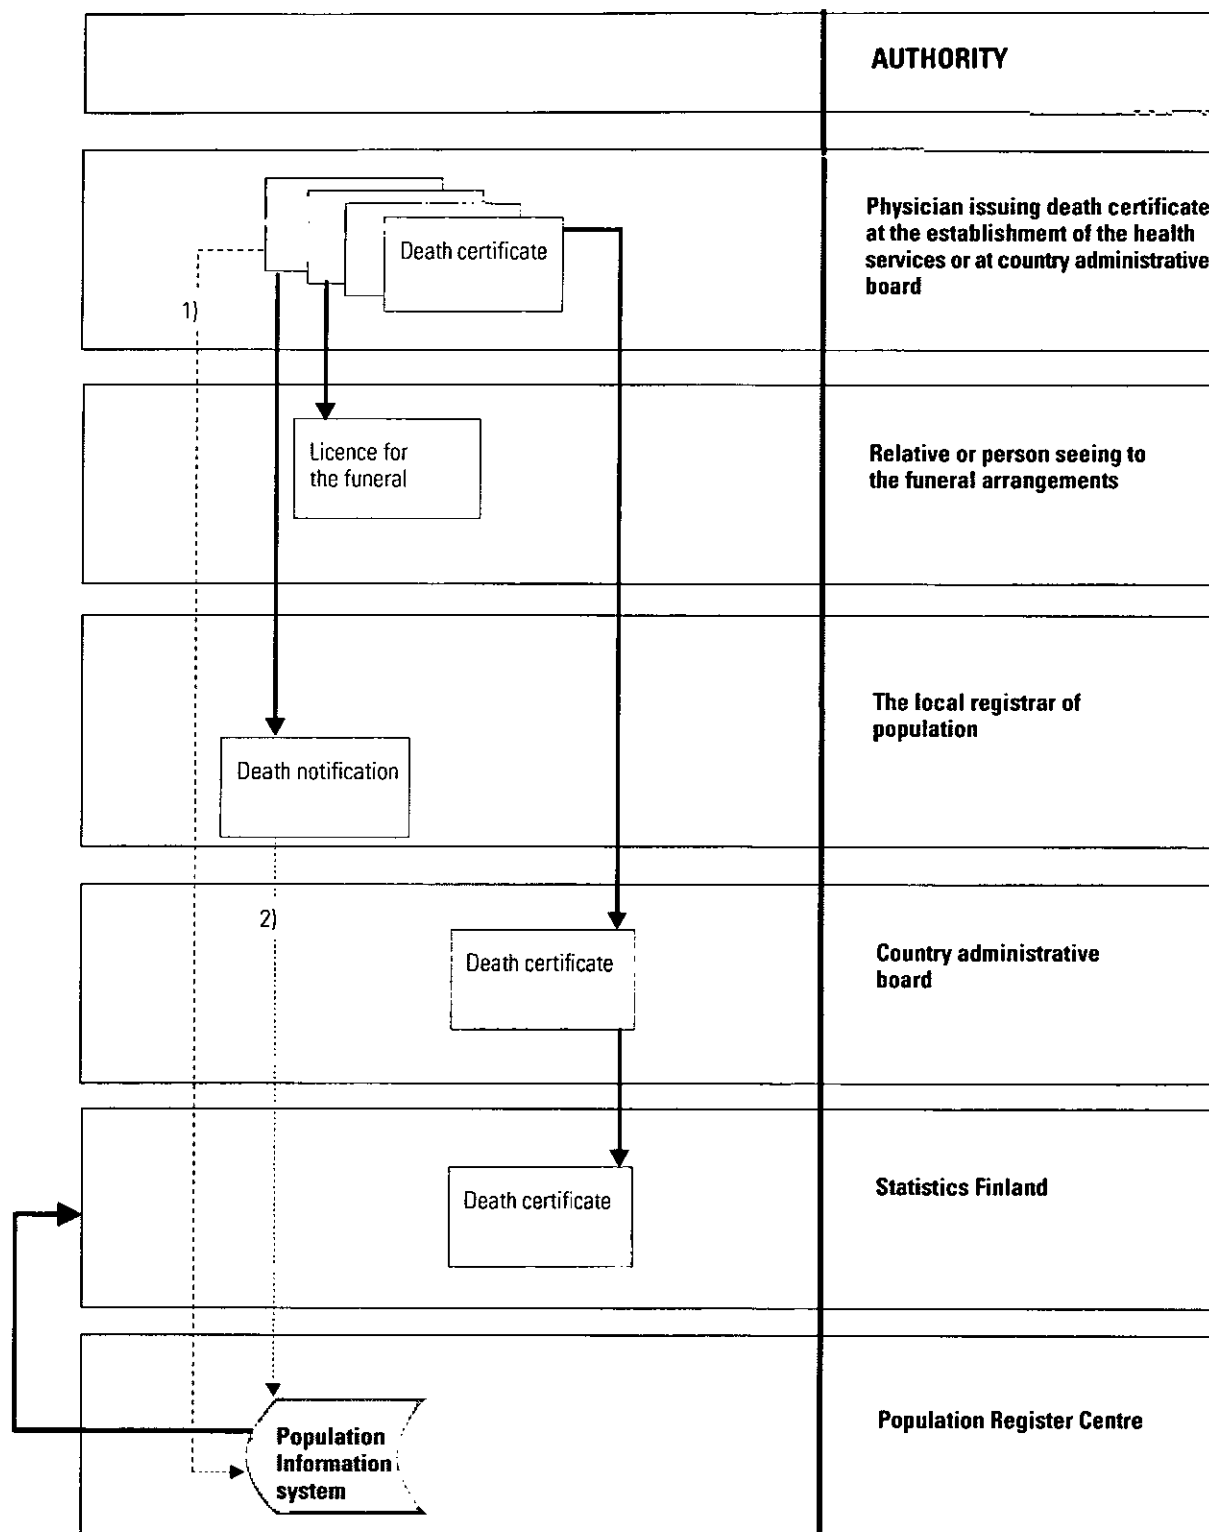 AUTHORITY
Death certificate
Physician issuing death certificate
at the establishment of the health
services or at country administrative
board
1)
Licence for
the funeral
Relative or person seeing to
the funeral arrangements
The local registrar of
population
Death notification
2)
Death certificate
Country administrative
board
Death certificate
Statistics Finland
Population
Information
system
Population Register Centre